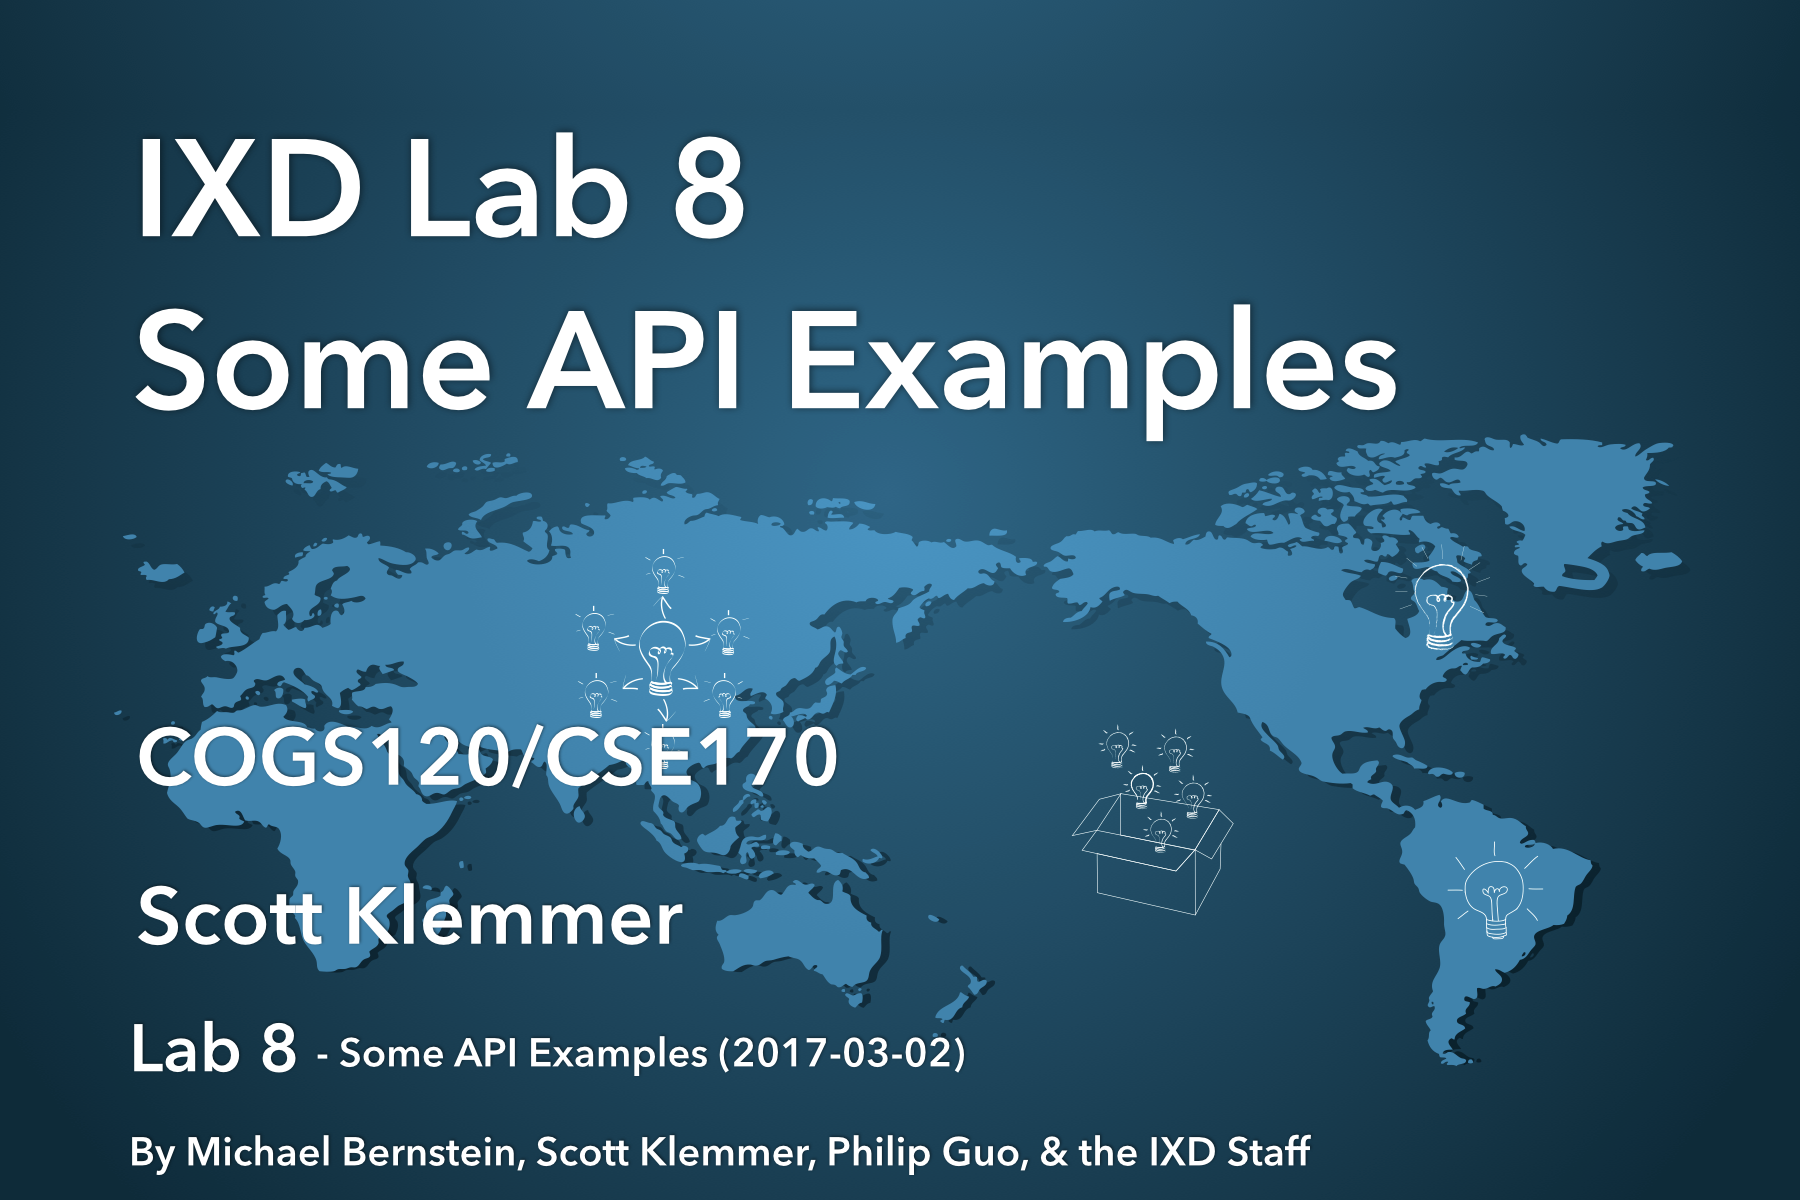 IXD Lab 8
Some API Examples
COGS120/CSE170
Scott Klemmer
Lab 8 - Some API Examples (2017-03-02)
By Michael Bernstein, Scott Klemmer, Philip Guo, & the IXD Staff